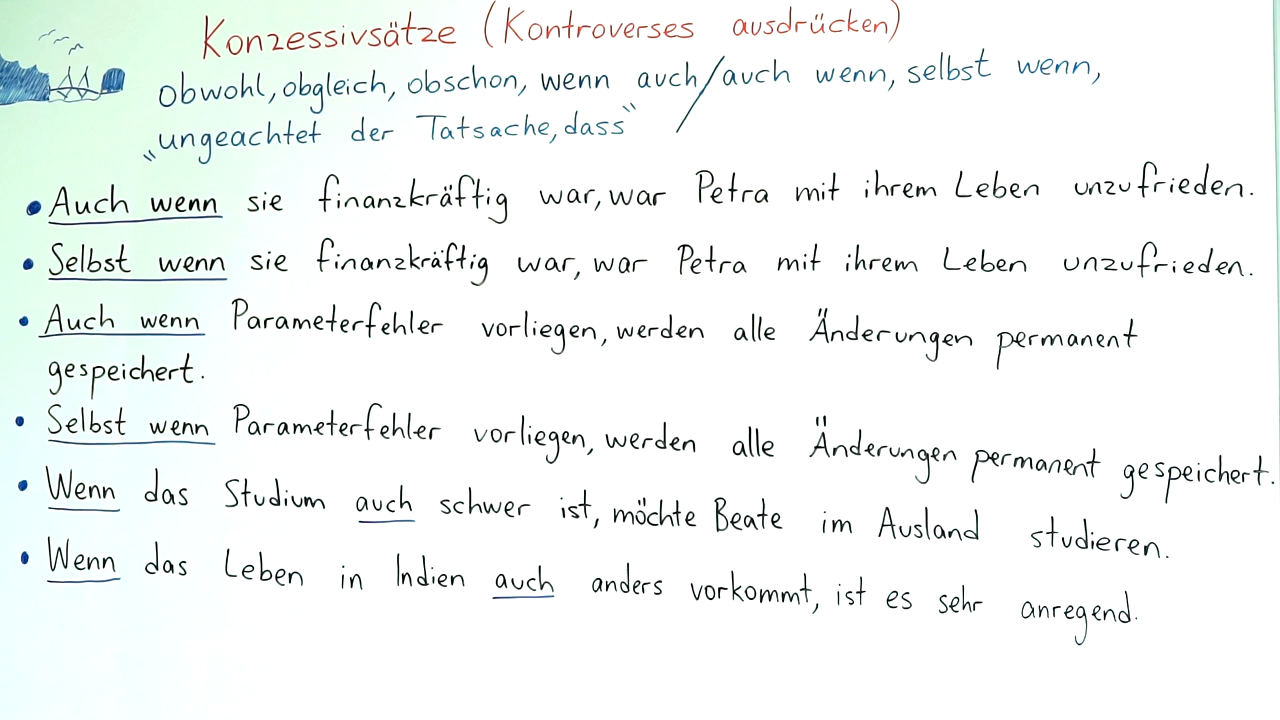 Konzessivsätze (Kontroverses ausdrücken)
obwohl, obgleich, obschon, wenn auch/auch wenn, selbst wenn,
"ungeachtet der Tatsache, dass"
• Auch wenn sie finanzkräftig war, war Petra mit ihrem Leben unzufrieden.
• Selbst wenn sie finanzkräftig war, war Petra mit ihrem Leben unzufrieden.
• Auch wenn Parameterfehler vorliegen, werden alle Änderungen permanent
gespeichert.
• Selbst wenn Parameterfehler vorliegen, werden alle Änderungen permanent gespeichert.
• Wenn das Studium auch schwer ist, möchte Beate im Ausland studieren.
• Wenn das Leben in Indien auch anders vorkommt, ist es sehr anregend.